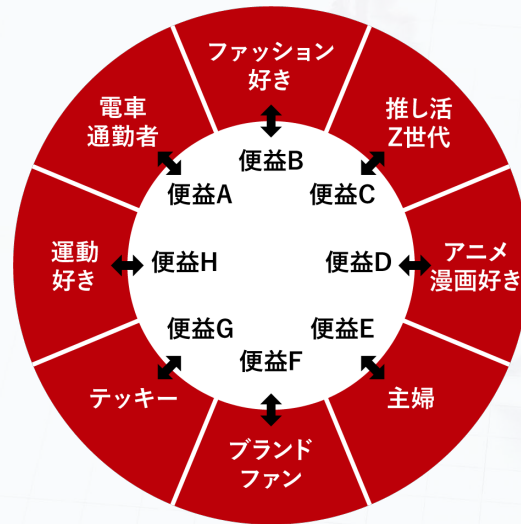 ファッション
好き
電車
通勤者
推し活
Z世代
便益B
便益A
便益C
運動
好き
便益H
便益D
アニメ
漫画好き
便益G
便益E
便益F
テッキー
主婦
ブランド
ファン